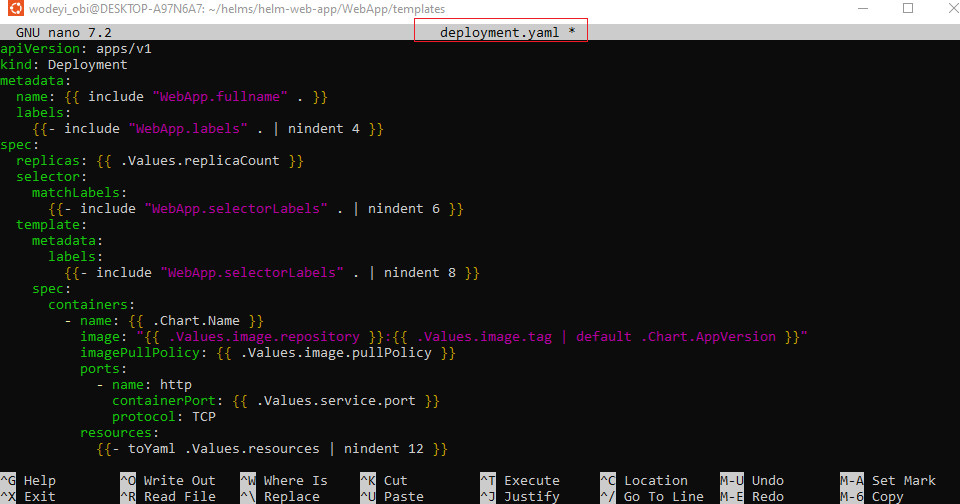 wodeyi_obi@DESKTOP-A97N6A7: ~/helms/helm-web-app/WebApp/templates
GNU nano 7.2 deployment.yaml *
apiVersion: apps/v1
kind: Deployment
metadata:
  name: {{ include "WebApp.fullname" . }}
  labels:
    {{- include "WebApp.labels" . | nindent 4 }}
spec:
  replicas: {{ .Values.replicaCount }}
  selector:
    matchLabels:
      {{- include "WebApp.selectorLabels" . | nindent 6 }}
  template:
    metadata:
      labels:
        {{- include "WebApp.selectorLabels" . | nindent 8 }}
    spec:
      containers:
        - name: {{ .Chart.Name }}
          image: "{{ .Values.image.repository }}:{{ .Values.image.tag | default .Chart.AppVersion }}"
          imagePullPolicy: {{ .Values.image.pullPolicy }}
          ports:
            - name: http
              containerPort: {{ .Values.service.port }}
              protocol: TCP
          resources:
            {{- toYaml .Values.resources | nindent 12 }}
^G Help ^O Write Out ^W Where Is ^K Cut ^T Execute ^C Location M-U Undo M-A Set Mark
^X Exit ^R Read File ^\ Replace ^U Paste ^J Justify ^/ Go To Line M-E Redo M-6 Copy